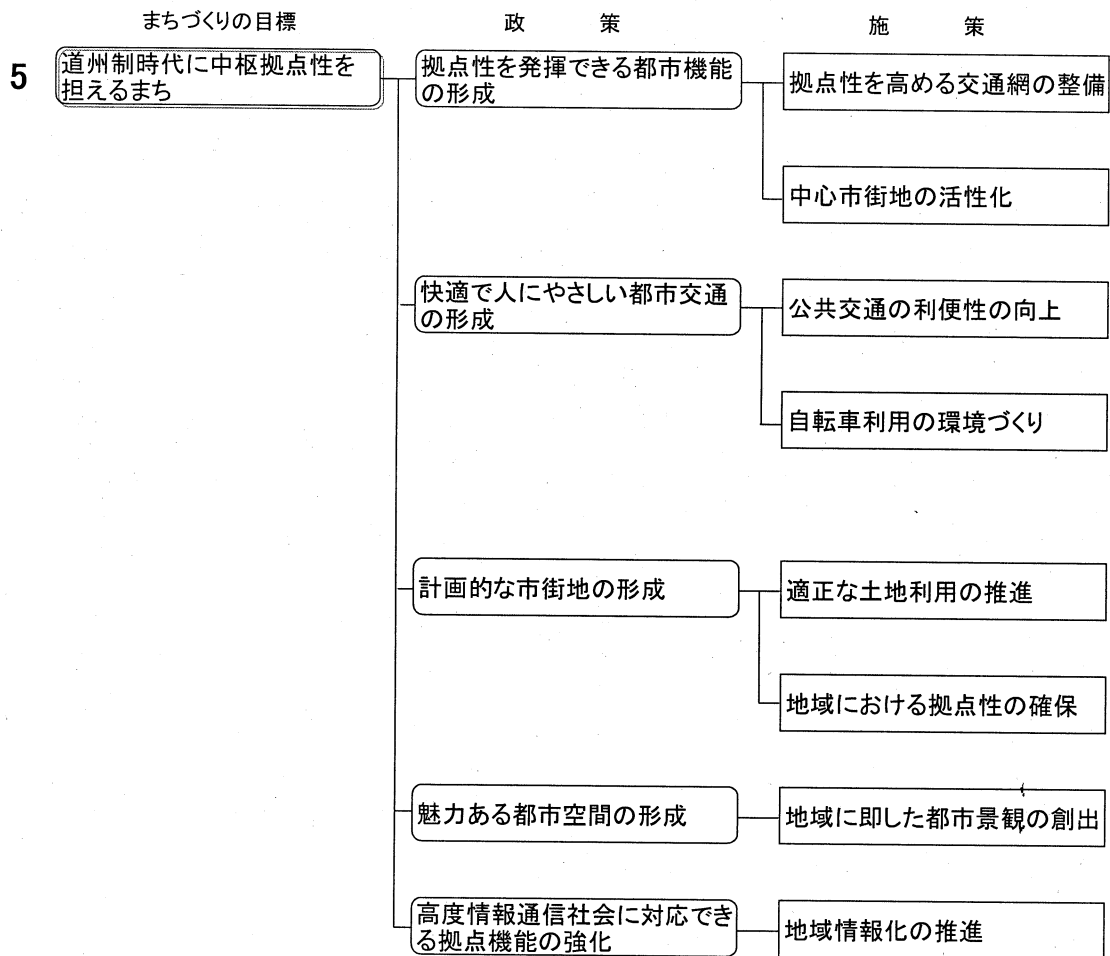 まちづくりの目標
政　　策
施　　策
5
道州制時代に中枢拠点性を
担えるまち
拠点性を発揮できる都市機能
の形成
拠点性を高める交通網の整備
中心市街地の活性化
快適で人にやさしい都市交通
の形成
公共交通の利便性の向上
自転車利用の環境づくり
計画的な市街地の形成
適正な土地利用の推進
地域における拠点性の確保
魅力ある都市空間の形成
地域に即した都市景観の創出
高度情報通信社会に対応でき
る拠点機能の強化
地域情報化の推進